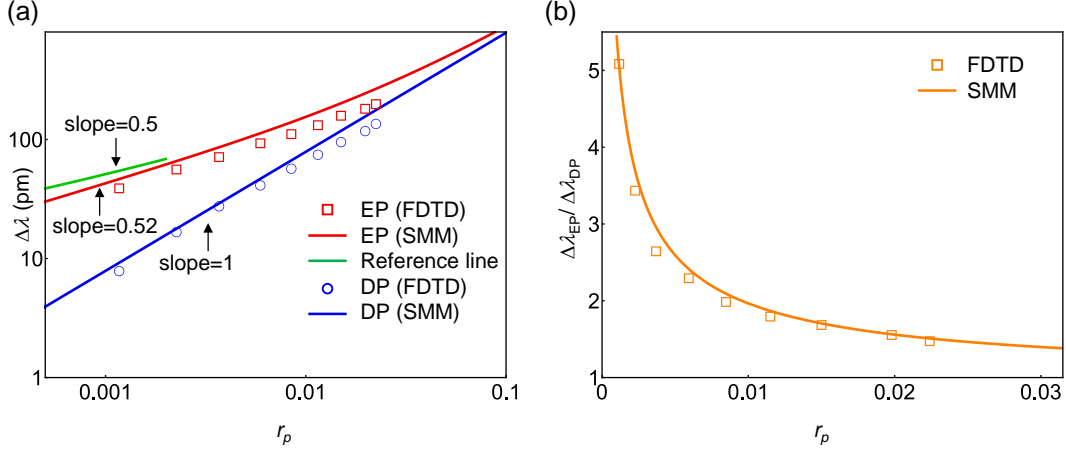 (a)
Δλ (pm)
100
10
1
0.001
0.01
0.1
r_p
slope=0.5
slope=0.52
slope=1
EP (FDTD)
EP (SMM)
Reference line
DP (FDTD)
DP (SMM)
(b)
Δλ_EP/ Δλ_DP
5
4
3
2
1
0
0.01
0.02
0.03
r_p
FDTD
SMM